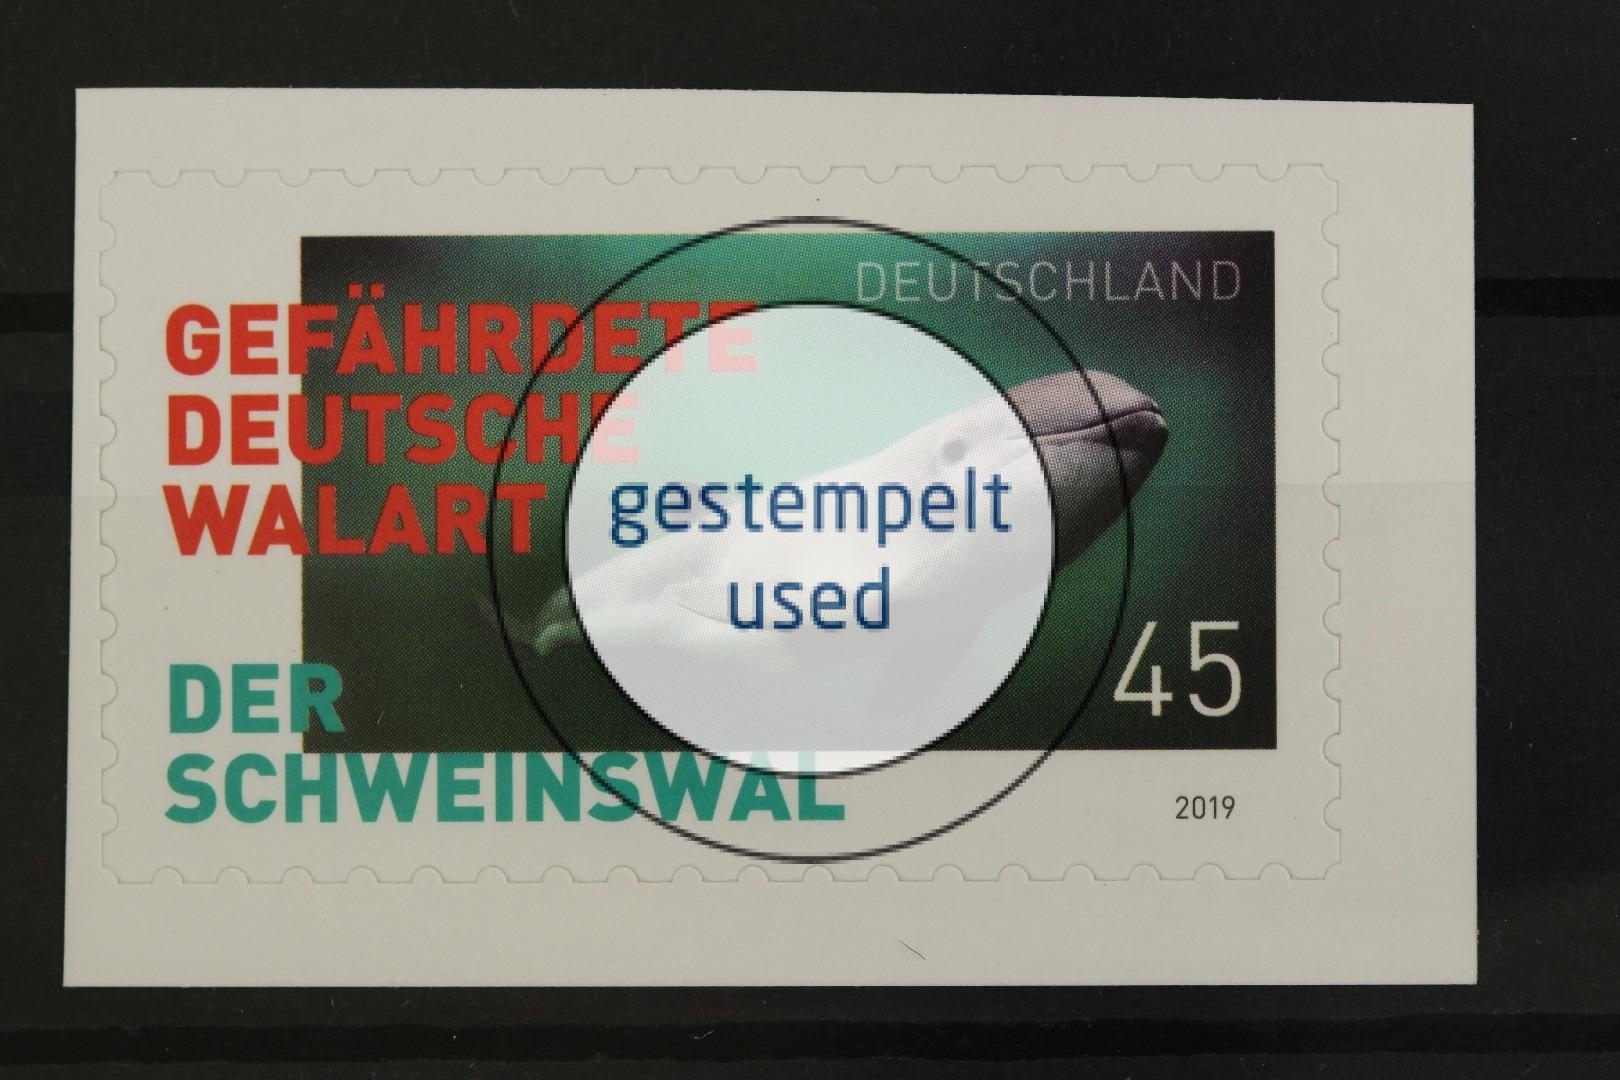 DEUTSCHLAND
GEFÄHRDETE
DEUTSCHE
WALART
gestempelt
used
45
DER
SCHWEINSWAL
2019